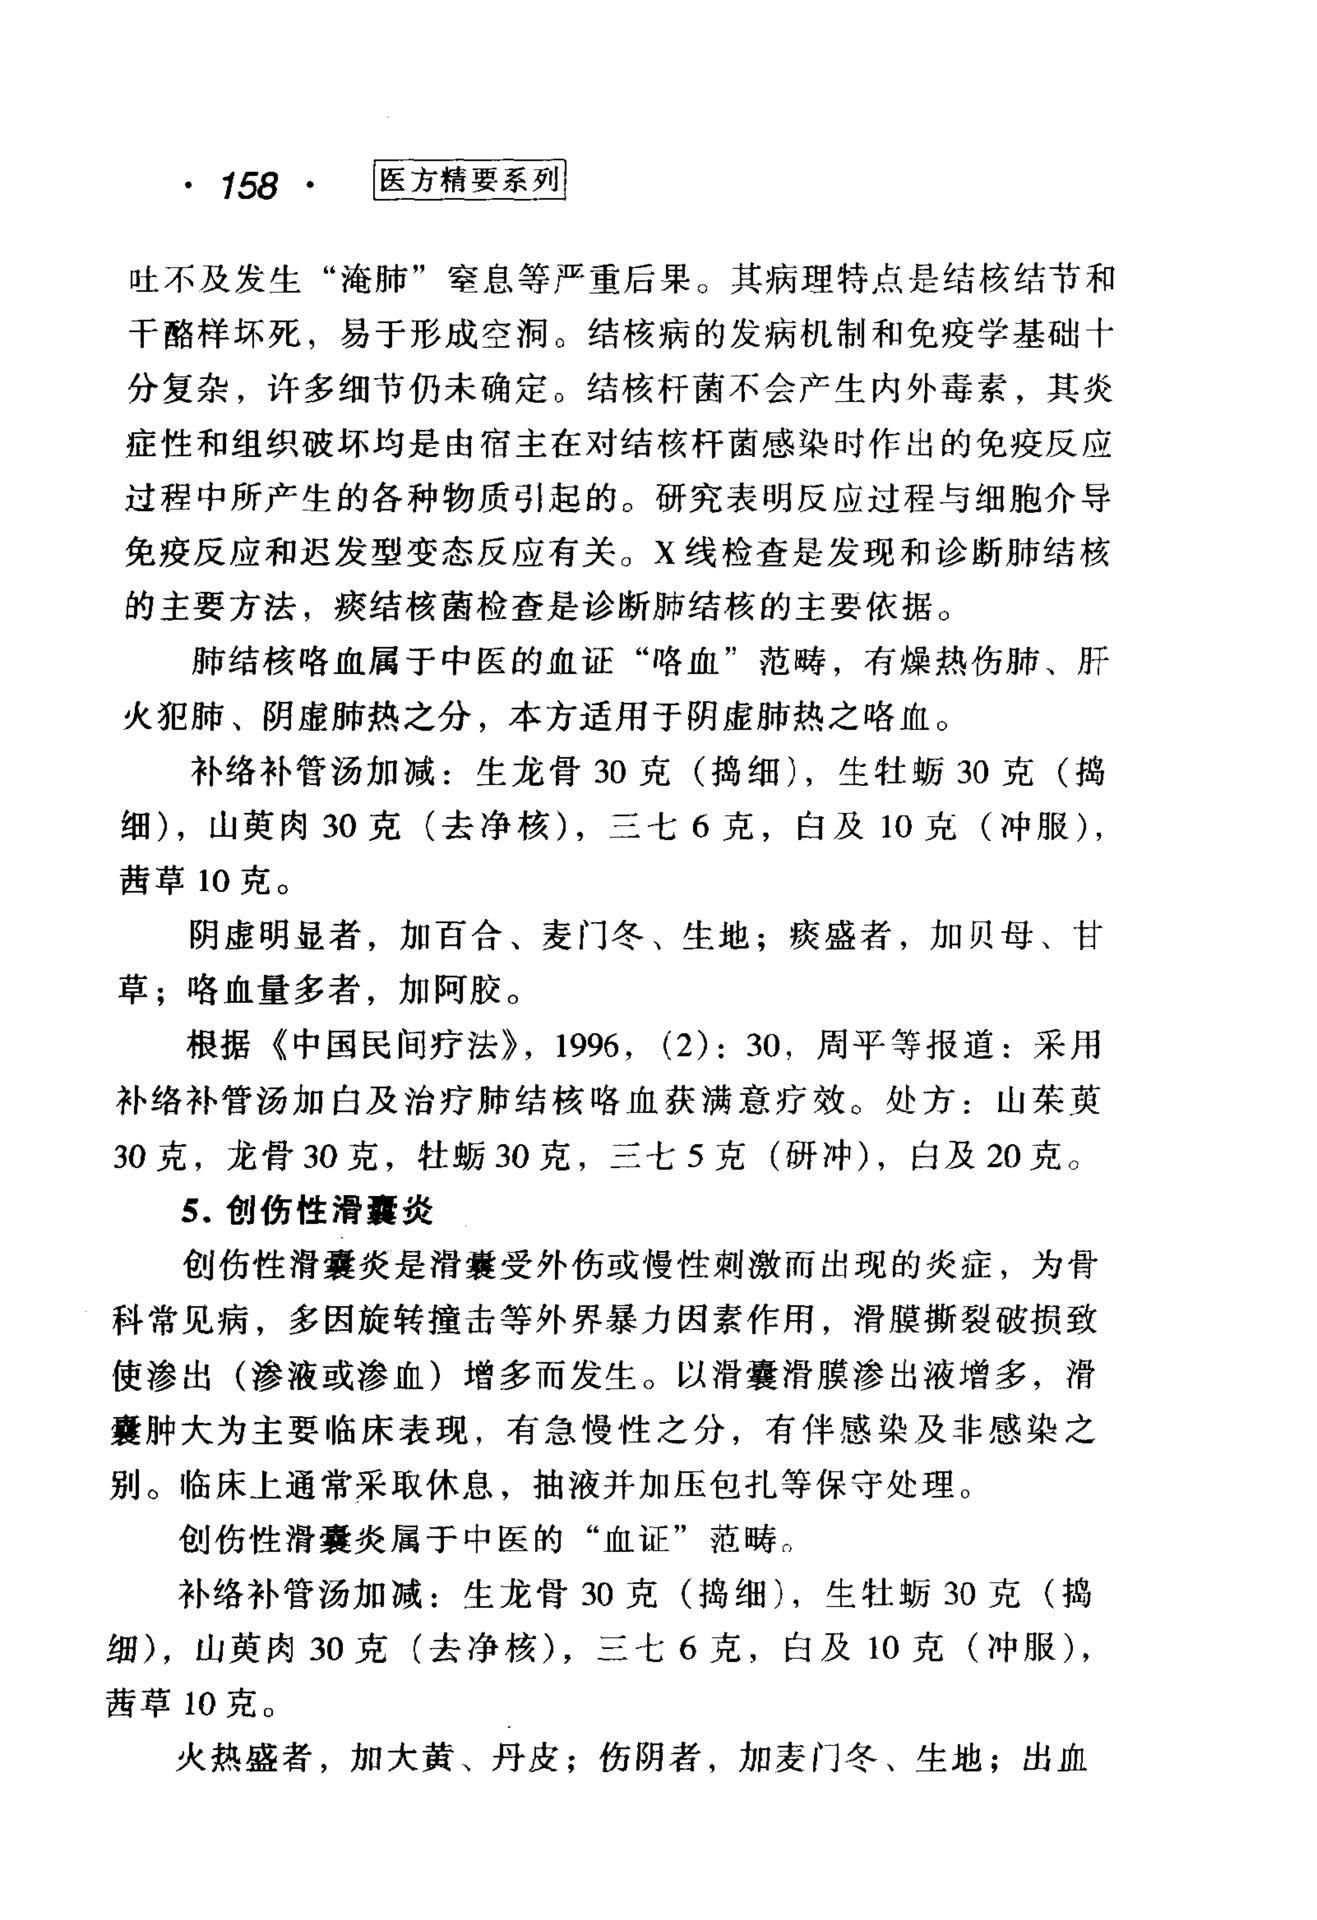 · 158 · 医方精要系列
吐不及发生“淹肺”窒息等严重后果。其病理特点是结核结节和
干酪样坏死，易于形成空洞。结核病的发病机制和免疫学基础十
分复杂，许多细节仍未确定。结核杆菌不会产生内外毒素，其炎
症性和组织破坏均是由宿主在对结核杆菌感染时作出的免疫反应
过程中所产生的各种物质引起的。研究表明反应过程与细胞介导
免疫反应和迟发型变态反应有关。X线检查是发现和诊断肺结核
的主要方法，痰结核菌检查是诊断肺结核的主要依据。
肺结核咯血属于中医的血证“咯血”范畴，有燥热伤肺、肝
火犯肺、阴虚肺热之分，本方适用于阴虚肺热之咯血。
补络补管汤加减：生龙骨30克（捣细），生牡蛎30克（捣
细），山萸肉30克（去净核），三七6克，白及10克（冲服），
茜草10克。
阴虚明显者，加百合、麦门冬、生地；痰盛者，加贝母、甘
草；咯血量多者，加阿胶。
根据《中国民间疗法》，1996，（2）：30，周平等报道：采用
补络补管汤加白及治疗肺结核咯血获满意疗效。处方：山茱萸
30克，龙骨30克，牡蛎30克，三七5克（研冲），白及20克。
5. 创伤性滑囊炎
创伤性滑囊炎是滑囊受外伤或慢性刺激而出现的炎症，为骨
科常见病，多因旋转撞击等外界暴力因素作用，滑膜撕裂破损致
使渗出（渗液或渗血）增多而发生。以滑囊滑膜渗出液增多，滑
囊肿大为主要临床表现，有急慢性之分，有伴感染及非感染之
别。临床上通常采取休息，抽液并加压包扎等保守处理。
创伤性滑囊炎属于中医的“血证”范畴。
补络补管汤加减：生龙骨30克（捣细），生牡蛎30克（捣
细），山萸肉30克（去净核），三七6克，白及10克（冲服），
茜草10克。
火热盛者，加大黄、丹皮；伤阴者，加麦门冬、生地；出血